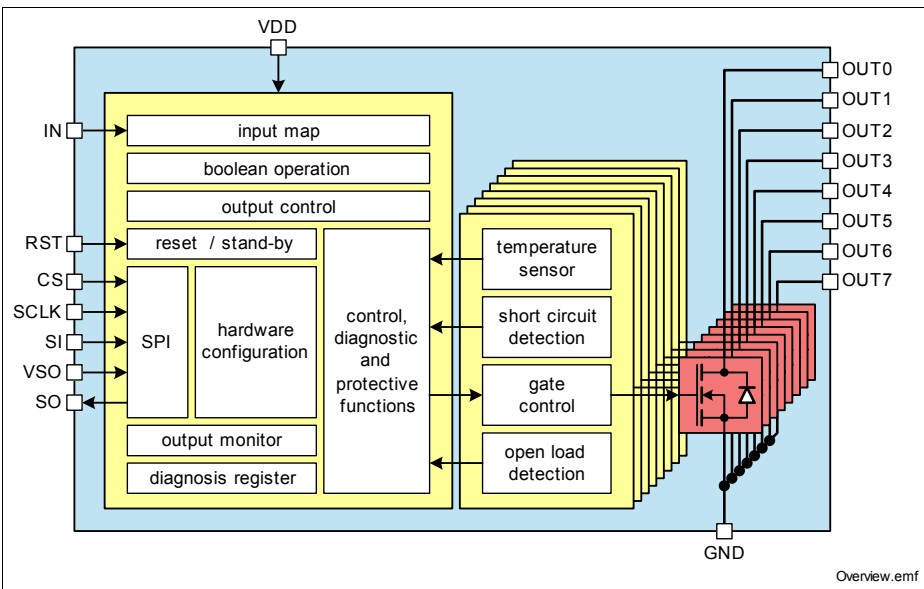 VDD
OUT0
OUT1
OUT2
OUT3
OUT4
OUT5
OUT6
OUT7
IN
RST
CS
SCLK
SI
VSO
SO
input map
boolean operation
output control
reset / stand-by
SPI
hardware
configuration
control,
diagnostic
and
protective
functions
output monitor
diagnosis register
temperature
sensor
short circuit
detection
gate
control
open load
detection
GND
Overview.emf